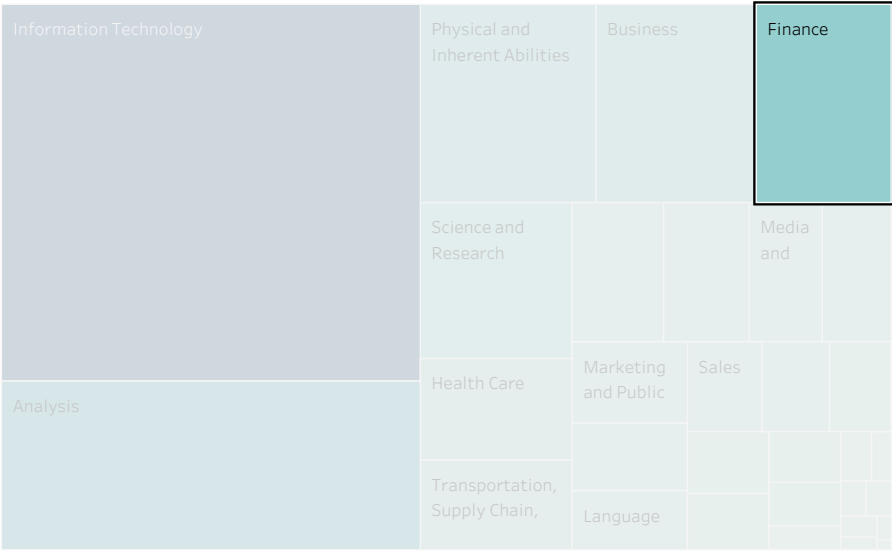 Information Technology
Physical and
Inherent Abilities
Business
Finance
Science and
Research
Media
and
Health Care
Marketing
and Public
Sales
Analysis
Transportation,
Supply Chain,
Language